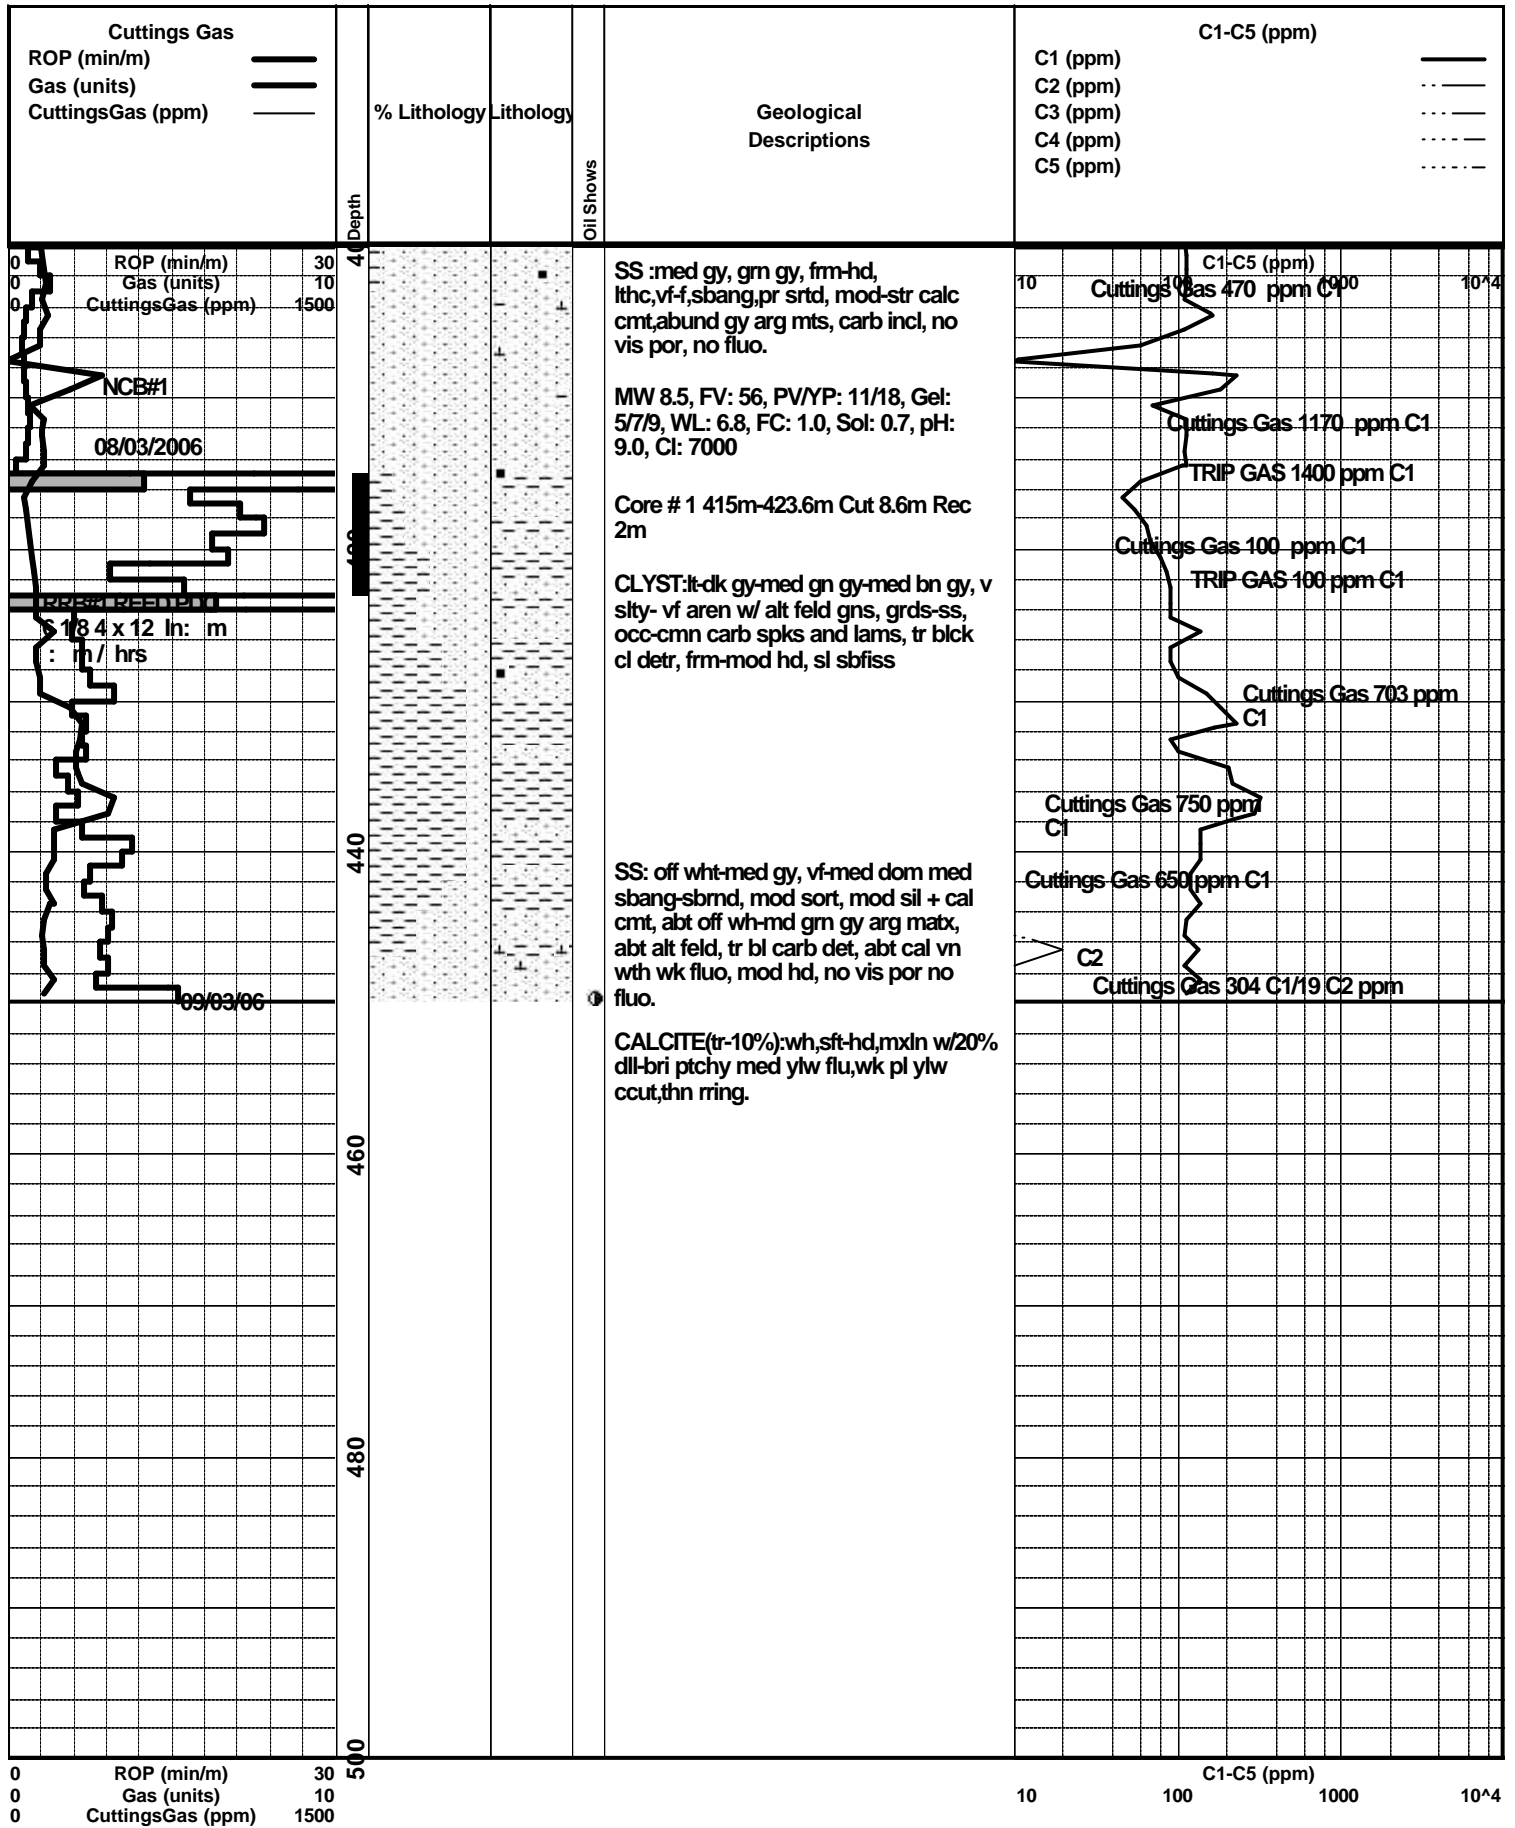 Cuttings Gas
ROP (min/m)
Gas (units)
CuttingsGas (ppm)
Depth
% Lithology
Lithology
Oil Shows
Geological
Descriptions
C1-C5 (ppm)
C1 (ppm)
C2 (ppm)
C3 (ppm)
C4 (ppm)
C5 (ppm)
0 ROP (min/m) 30
0 Gas (units) 10
0 CuttingsGas (ppm) 1500
NCB#1
08/03/2006
RRB#1 REED PDC
6 1/8 4 x 12 In: m
: m / hrs
09/03/06
440
460
480
500
SS :med gy, grn gy, frm-hd,
lthc,vf-f,sbang,pr srtd, mod-str calc
cmt,abund gy arg mts, carb incl, no
vis por, no fluo.
MW 8.5, FV: 56, PV/YP: 11/18, Gel:
5/7/9, WL: 6.8, FC: 1.0, Sol: 0.7, pH:
9.0, Cl: 7000
Core # 1 415m-423.6m Cut 8.6m Rec
2m
CLYST:lt-dk gy-med gn gy-med bn gy, v
slty- vf aren w/ alt feld gns, grds-ss,
occ-cmn carb spks and lams, tr blck
cl detr, frm-mod hd, sl sbfiss
SS: off wht-med gy, vf-med dom med
sbang-sbrnd, mod sort, mod sil + cal
cmt, abt off wh-md grn gy arg matx,
abt alt feld, tr bl carb det, abt cal vn
wth wk fluo, mod hd, no vis por no
fluo.
CALCITE(tr-10%):wh,sft-hd,mxln w/20%
dll-bri ptchy med ylw flu,wk pl ylw
ccut,thn rring.
C1-C5 (ppm)
10 100 1000 10^4
Cuttings Gas 470 ppm C1
Cuttings Gas 1170 ppm C1
TRIP GAS 1400 ppm C1
Cuttings Gas 100 ppm C1
TRIP GAS 100 ppm C1
Cuttings Gas 703 ppm
C1
Cuttings Gas 750 ppm
C1
Cuttings Gas 650 ppm C1
C2
Cuttings Gas 304 C1/19 C2 ppm
0 ROP (min/m) 30
0 Gas (units) 10
0 CuttingsGas (ppm) 1500
C1-C5 (ppm)
10 100 1000 10^4